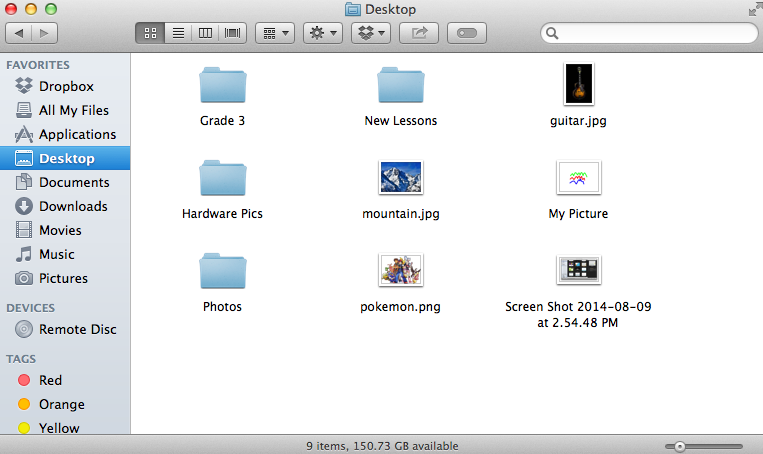 Desktop
FAVORITES
Dropbox
All My Files
Applications
Desktop
Documents
Downloads
Movies
Music
Pictures
DEVICES
Remote Disc
TAGS
Red
Orange
Yellow
Grade 3
New Lessons
guitar.jpg
Hardware Pics
mountain.jpg
My Picture
Photos
pokemon.png
Screen Shot 2014-08-09
at 2.54.48 PM
9 items, 150.73 GB available